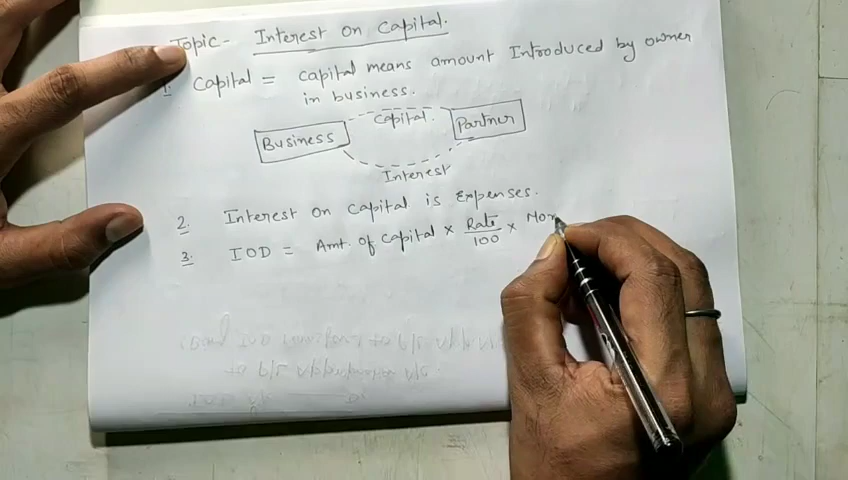 Topic- Interest On Capital.
1. Capital = capital means amount Introduced by owner
in business.
Business Capital. Partner
Interest
2. Interest on capital is Expenses.
3. IOD = Amt. of Capital × Rate/100 × Mon